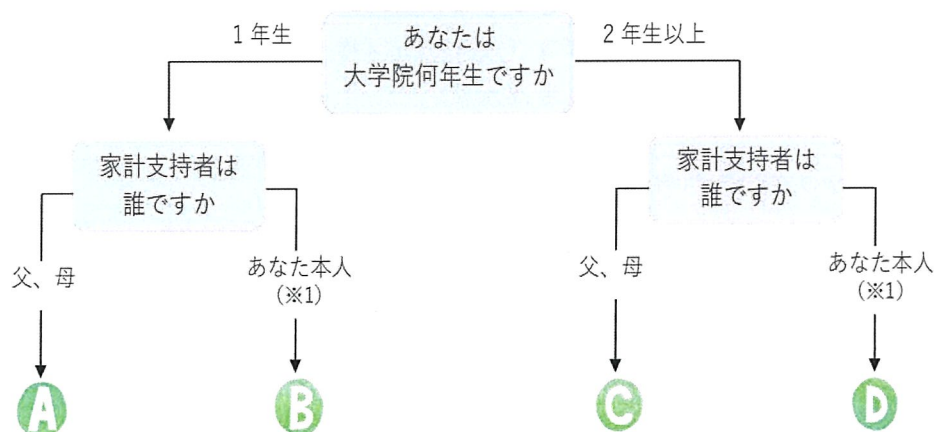 あなたは
大学院何年生ですか
1年生
2年生以上
家計支持者は
誰ですか
家計支持者は
誰ですか
父、母
あなた本人
(※1)
父、母
あなた本人
(※1)
A
B
C
D